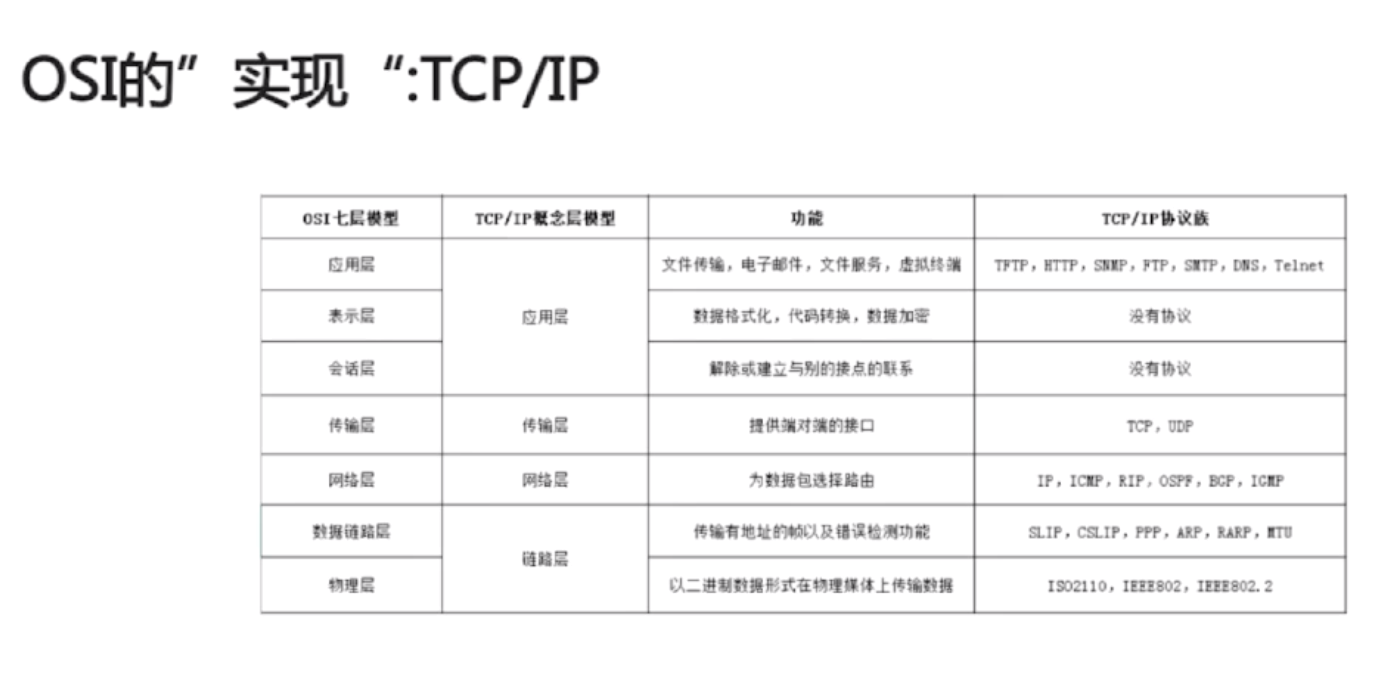 OSI的”实现“:TCP/IP
OSI七层模型 TCP/IP概念层模型 功能 TCP/IP协议族
应用层 文件传输，电子邮件，文件服务，虚拟终端 TFTP，HTTP，SNMP，FTP，SMTP，DNS，Telnet
表示层 应用层 数据格式化，代码转换，数据加密 没有协议
会话层 解除或建立与别的接点的联系 没有协议
传输层 传输层 提供端对端的接口 TCP，UDP
网络层 网络层 为数据包选择路由 IP，ICMP，RIP，OSPF，BGP，IGMP
数据链路层 传输有地址的帧以及错误检测功能 SLIP，CSLIP，PPP，ARP，RARP，MTU
链路层
物理层 以二进制数据形式在物理媒体上传输数据 ISO2110，IEEE802，IEEE802.2